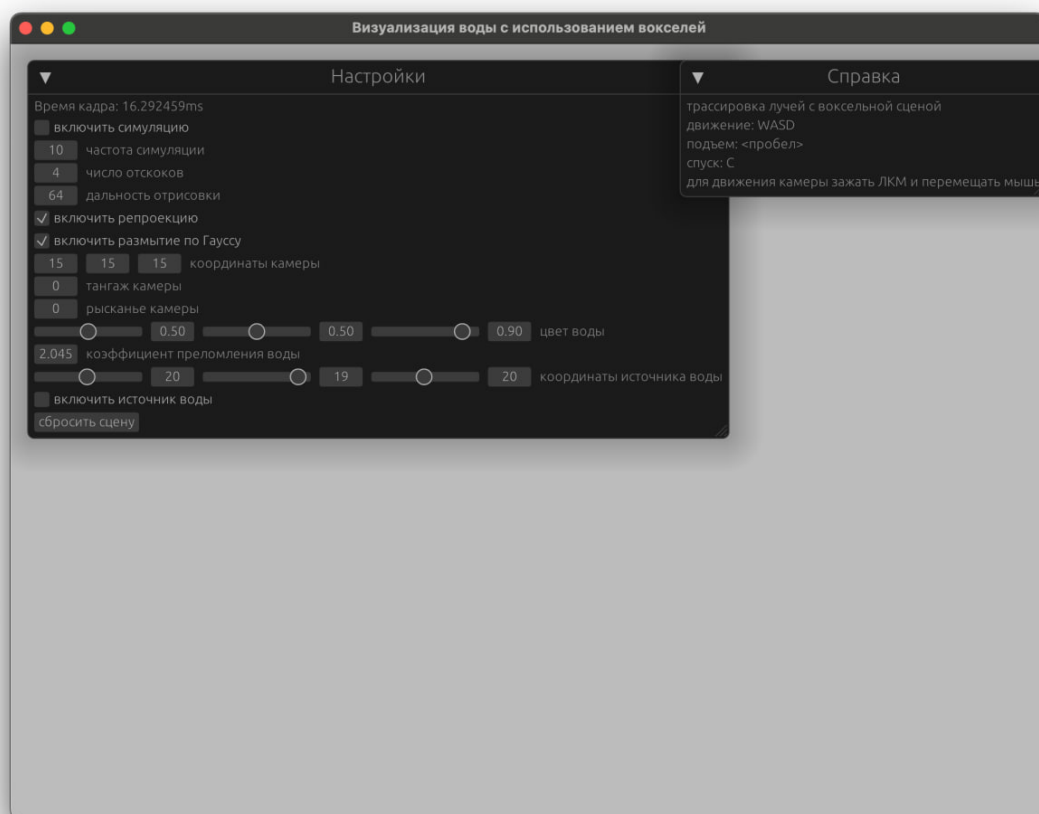 Визуализация воды с использованием вокселей
Настройки
Время кадра: 16.292459ms
включить симуляцию
10 частота симуляции
4 число отскоков
64 дальность отрисовки
включить репроекцию
включить размытие по Гауссу
15 15 15 координаты камеры
0 тангаж камеры
0 рысканье камеры
0.50 0.50 0.90 цвет воды
2.045 коэффициент преломления воды
20 19 20 координаты источника воды
включить источник воды
сбросить сцену
Справка
трассировка лучей с воксельной сценой
движение: WASD
подъем: <пробел>
спуск: C
для движения камеры зажать ЛКМ и перемещать мышь